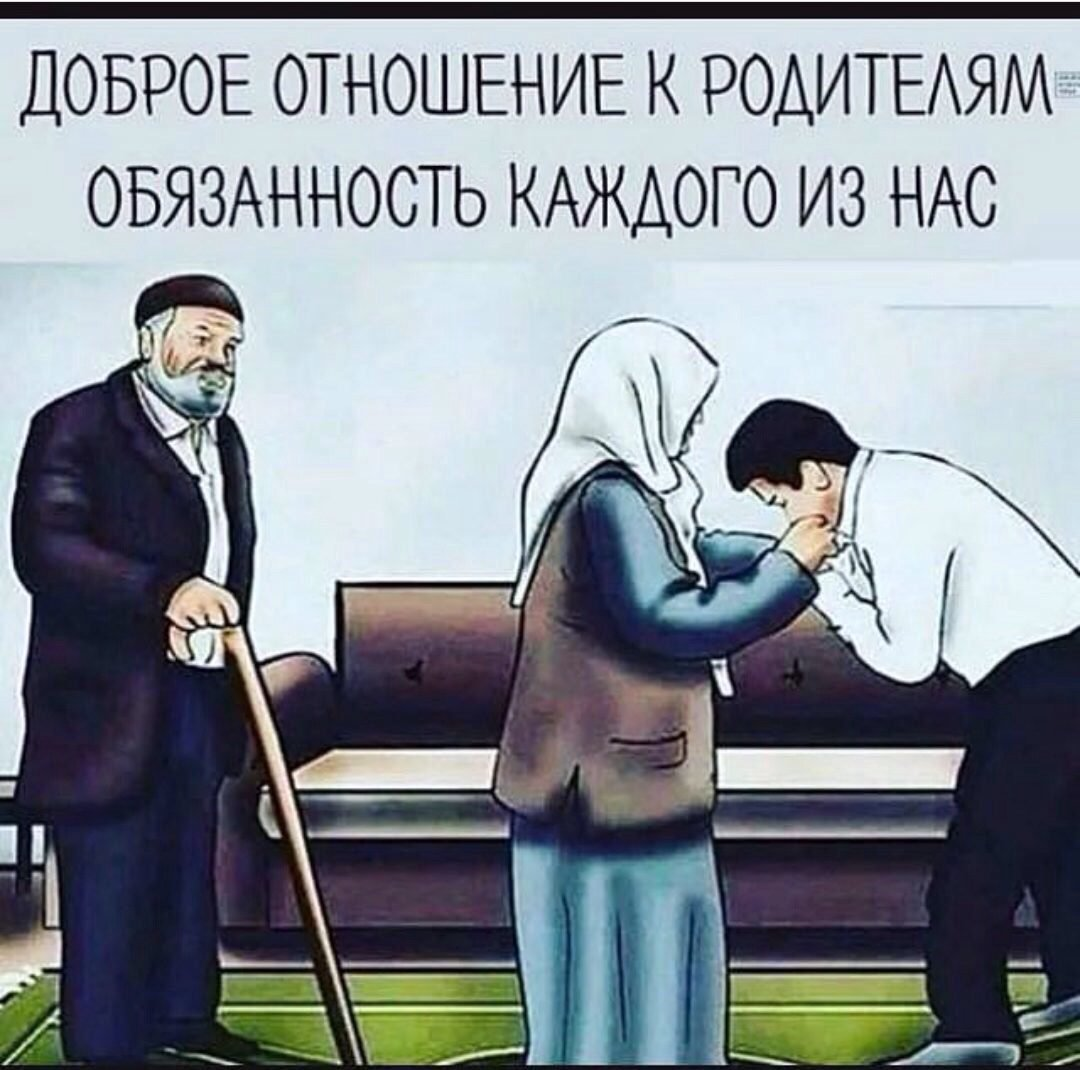 ДОБРОЕ ОТНОШЕНИЕ К РОДИТЕЛЯМ-
ОБЯЗАННОСТЬ КАЖДОГО ИЗ НАС